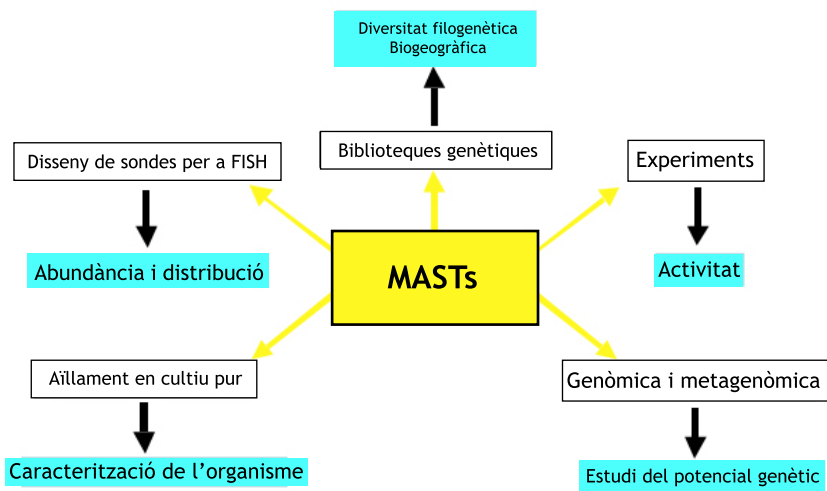 Diversitat filogenètica
Biogeogràfica
Disseny de sondes per a FISH
Biblioteques genètiques
Experiments
Abundància i distribució
MASTs
Activitat
Aïllament en cultiu pur
Genòmica i metagenòmica
Caracterització de l'organisme
Estudi del potencial genètic